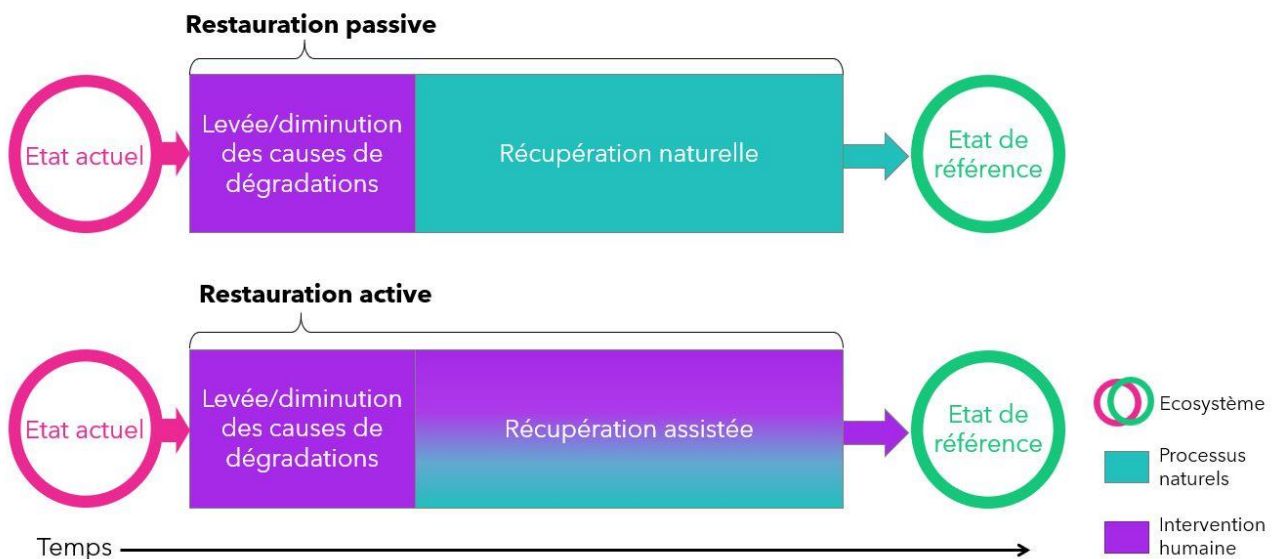 Restauration passive
Etat actuel
Levée/diminution
des causes de
dégradations
Récupération naturelle
Etat de
référence
Restauration active
Etat actuel
Levée/diminution
des causes de
dégradations
Récupération assistée
Etat de
référence
Ecosystème
Processus
naturels
Intervention
humaine
Temps